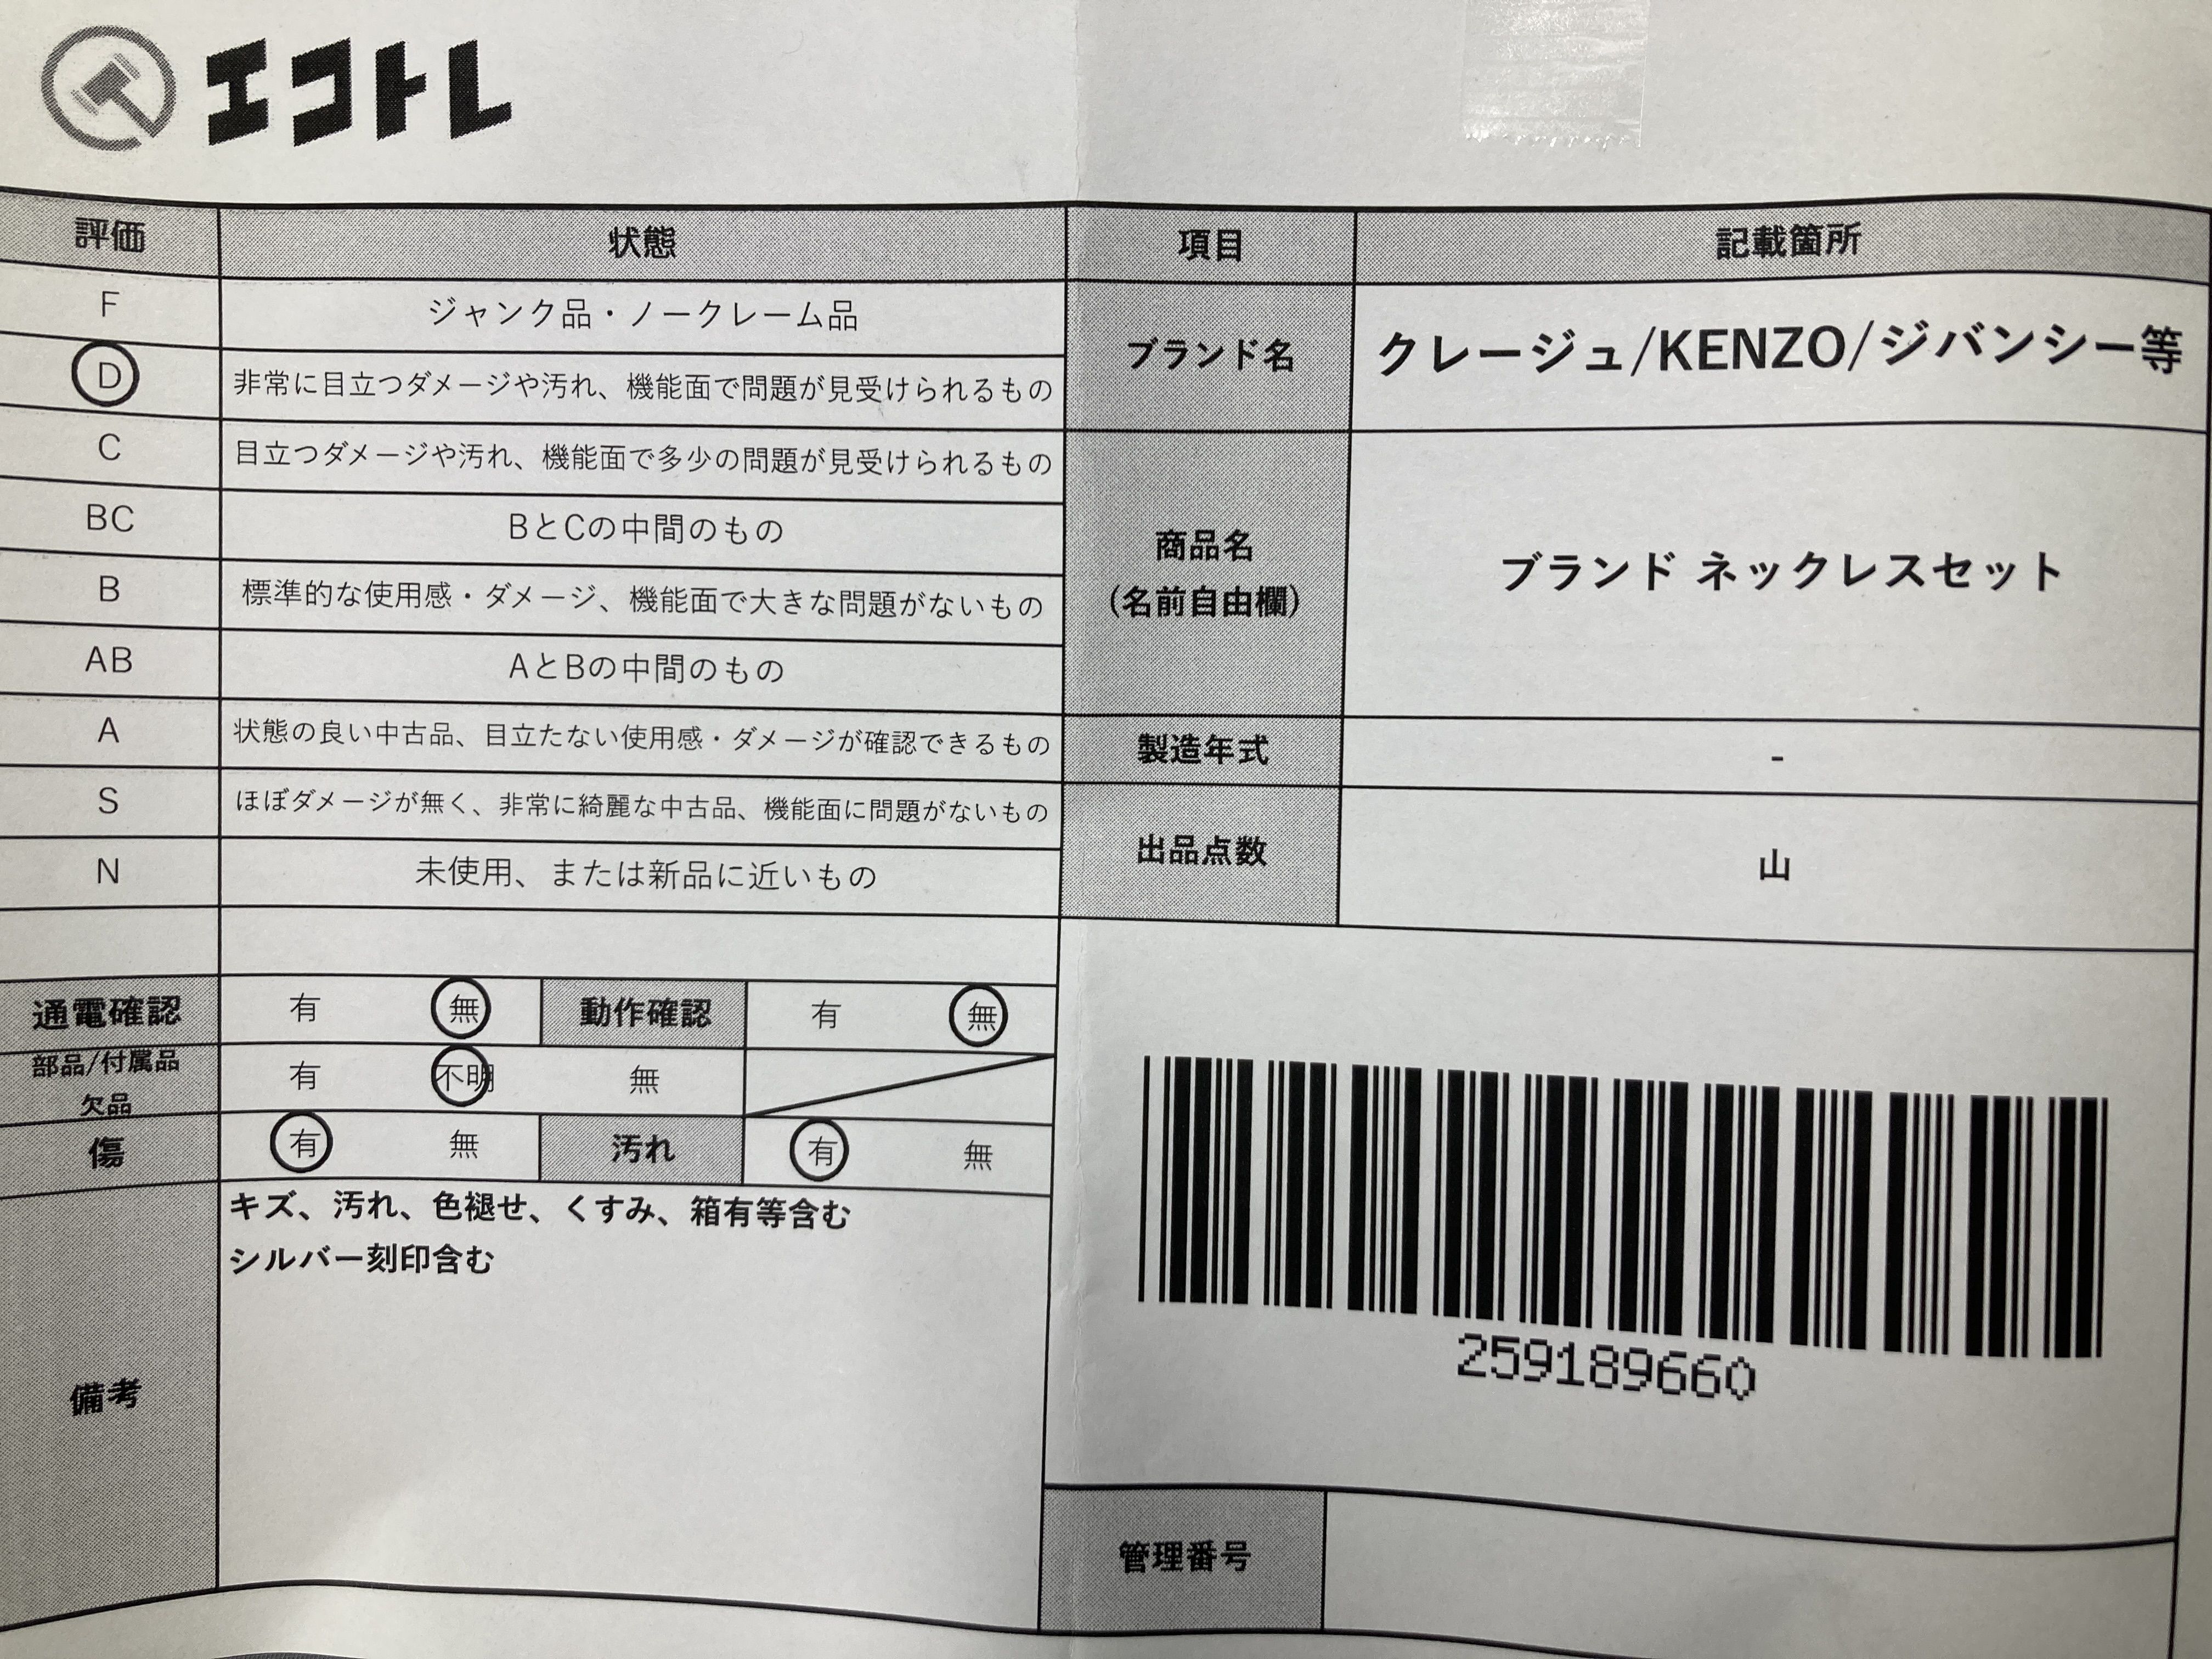 エコトレ
評価 状態
F ジャンク品・ノークレーム品
D 非常に目立つダメージや汚れ、機能面で問題が見受けられるもの
C 目立つダメージや汚れ、機能面で多少の問題が見受けられるもの
BC BとCの中間のもの
B 標準的な使用感・ダメージ、機能面で大きな問題がないもの
AB AとBの中間のもの
A 状態の良い中古品、目立たない使用感・ダメージが確認できるもの
S ほぼダメージが無く、非常に綺麗な中古品、機能面に問題がないもの
N 未使用、または新品に近いもの
通電確認 有 無 動作確認 有 無
部品/付属品
欠品 有 不明 無
傷 有 無 汚れ 有 無
備考
キズ、汚れ、色褪せ、くすみ、箱有等含む
シルバー刻印含む
項目 記載箇所
ブランド名 クレージュ/KENZO/ジバンシー等
商品名
(名前自由欄)
ブランド ネックレスセット
製造年式 -
出品点数 山
259189660
管理番号